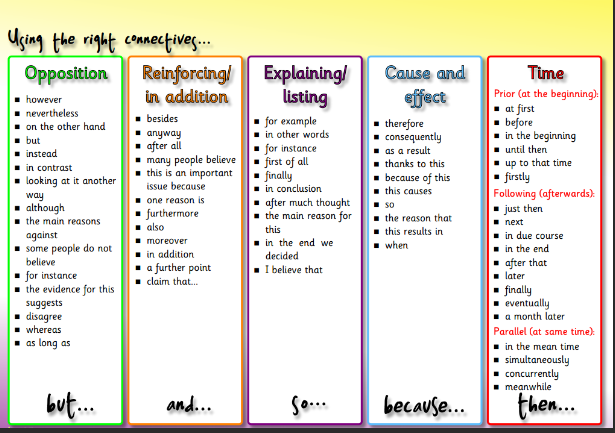 Using the right connectives...
Opposition
however
nevertheless
on the other hand
but
instead
in contrast
looking at it another
way
although
the main reasons
against
some people do not
believe
for instance
the evidence for this
suggests
disagree
whereas
as long as
but...
Reinforcing/
in addition
besides
anyway
after all
many people believe
this is an important
issue because
one reason is
furthermore
also
moreover
in addition
a further point
claim that...
and...
Explaining/
listing
for example
in other words
for instance
first of all
finally
in conclusion
after much thought
the main reason for
this
in the end we
decided
I believe that
so...
Cause and
effect
therefore
consequently
as a result
thanks to this
because of this
this causes
so
the reason that
this results in
when
because...
Time
Prior (at the beginning):
at first
before
in the beginning
until then
up to that time
firstly
Following (afterwards):
just then
next
in due course
in the end
after that
later
finally
eventually
a month later
Parallel (at same time):
in the mean time
simultaneously
concurrently
meanwhile
then...